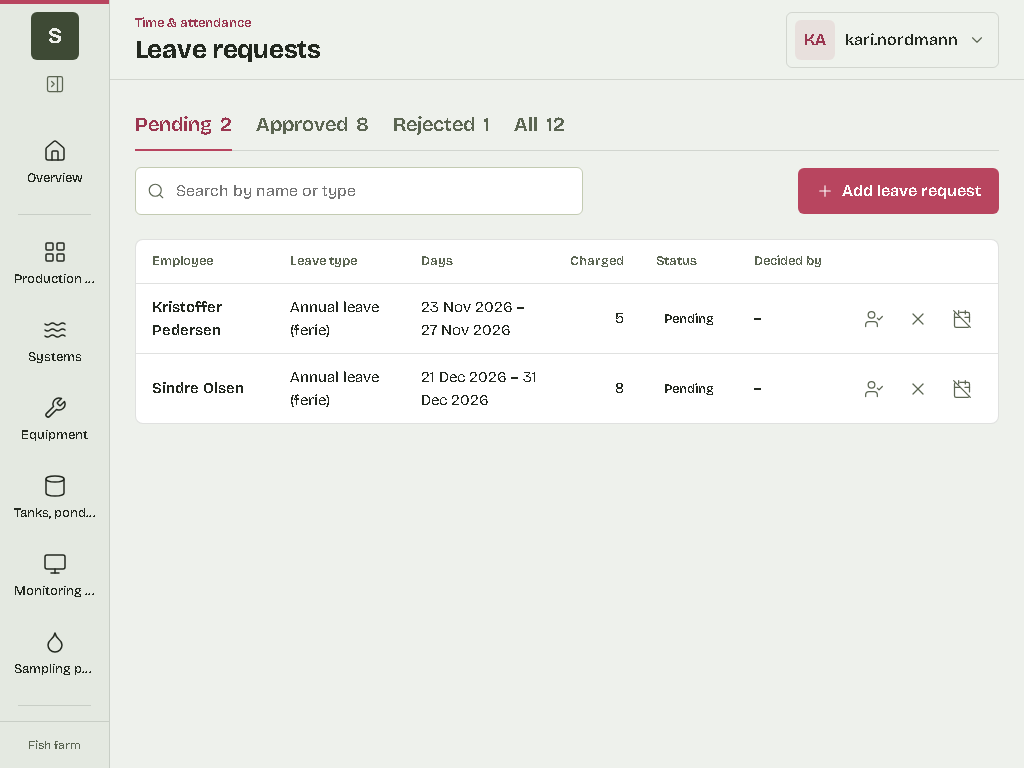 S
Time & attendance
Leave requests
KA
kari.nordmann
Overview
Production ...
Systems
Equipment
Tanks, pond...
Monitoring ...
Sampling p...
Fish farm
Pending 2
Approved 8
Rejected 1
All 12
Search by name or type
Add leave request
Employee
Leave type
Days
Charged
Status
Decided by
Kristoffer
Pedersen
Annual leave
(ferie)
23 Nov 2026 –
27 Nov 2026
5
Pending
–
Sindre Olsen
Annual leave
(ferie)
21 Dec 2026 – 31
Dec 2026
8
Pending
–